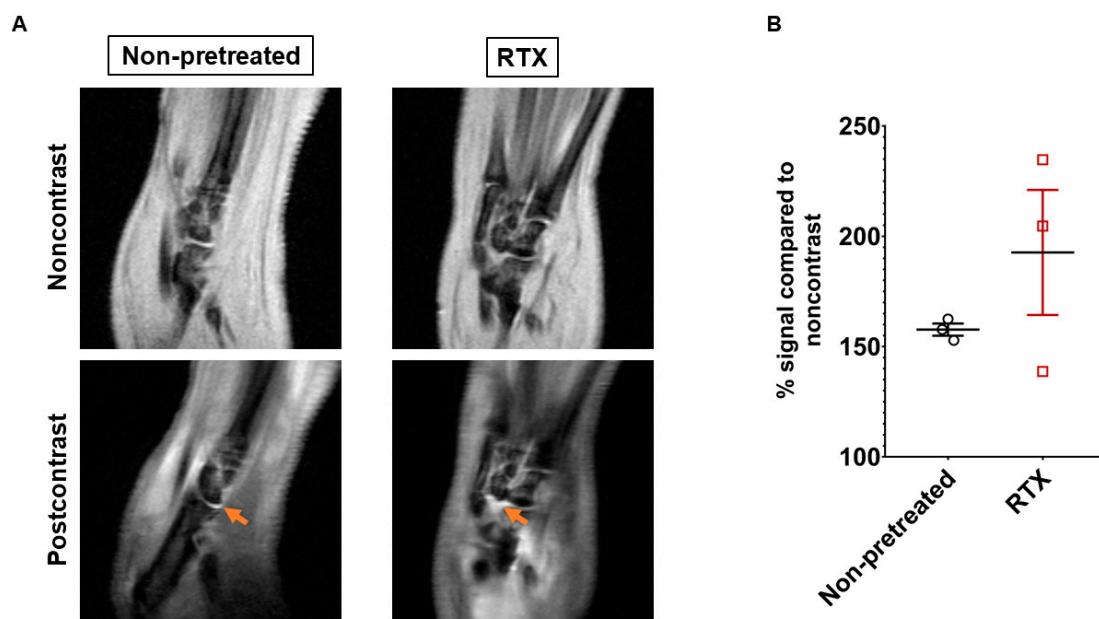 A
Non-pretreated
RTX
Noncontrast
Postcontrast
B
% signal compared to
noncontrast
250
200
150
100
Non-pretreated
RTX